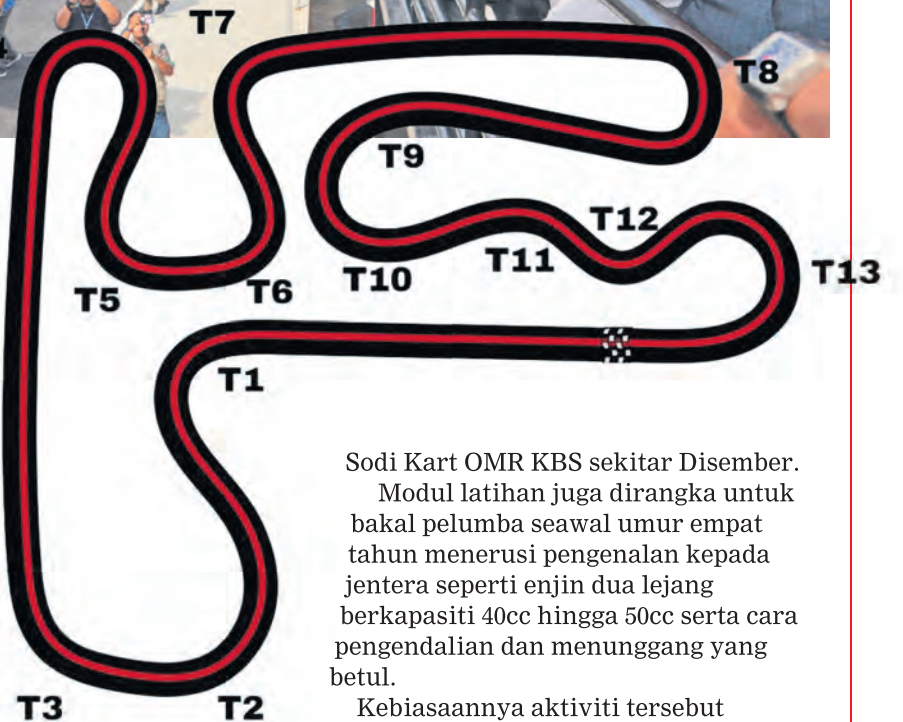 T7
T8
T9
T12
T11
T10
T13
T5
T6
T1
Sodi Kart OMR KBS sekitar Disember.
Modul latihan juga dirangka untuk
bakal pelumba seawal umur empat
tahun menerusi pengenalan kepada
jentera seperti enjin dua lejang
berkapasiti 40cc hingga 50cc serta cara
pengendalian dan menunggang yang
betul.
Kebiasaannya aktiviti tersebut
T3
T2